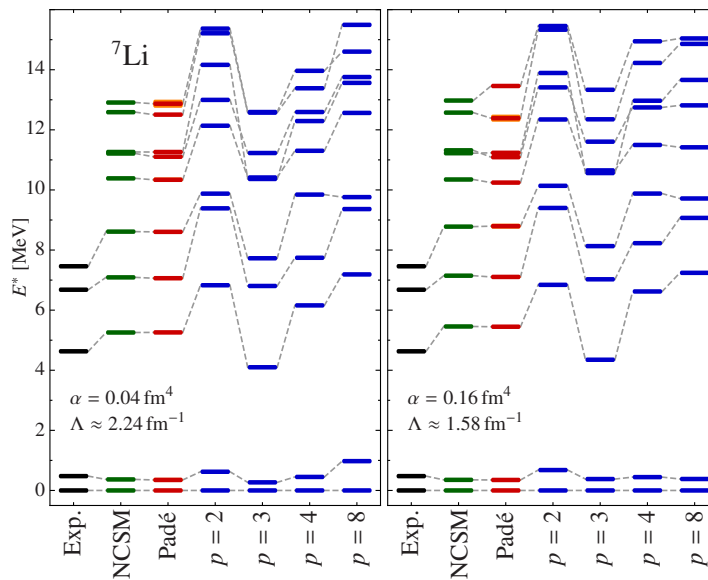 ⁷Li
E* [MeV]
14
12
10
8
6
4
2
0
α = 0.04 fm⁴
Λ ≈ 2.24 fm⁻¹
α = 0.16 fm⁴
Λ ≈ 1.58 fm⁻¹
Exp.
NCSM
Padé
p = 2
p = 3
p = 4
p = 8
Exp.
NCSM
Padé
p = 2
p = 3
p = 4
p = 8